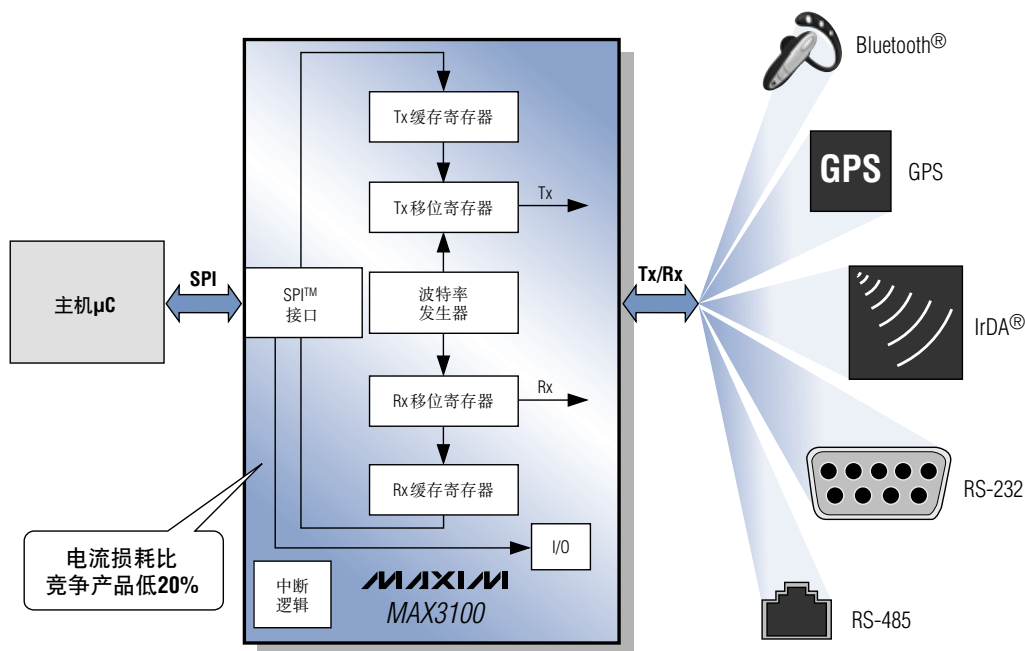 Bluetooth®
Tx缓存寄存器
GPS
GPS
Tx移位寄存器
Tx
主机µC
SPI
SPI™
接口
波特率
发生器
Tx/Rx
IrDA®
Rx移位寄存器
Rx
Rx缓存寄存器
RS-232
电流损耗比
竞争产品低20%
I/O
中断
逻辑
MAXIM
MAX3100
RS-485